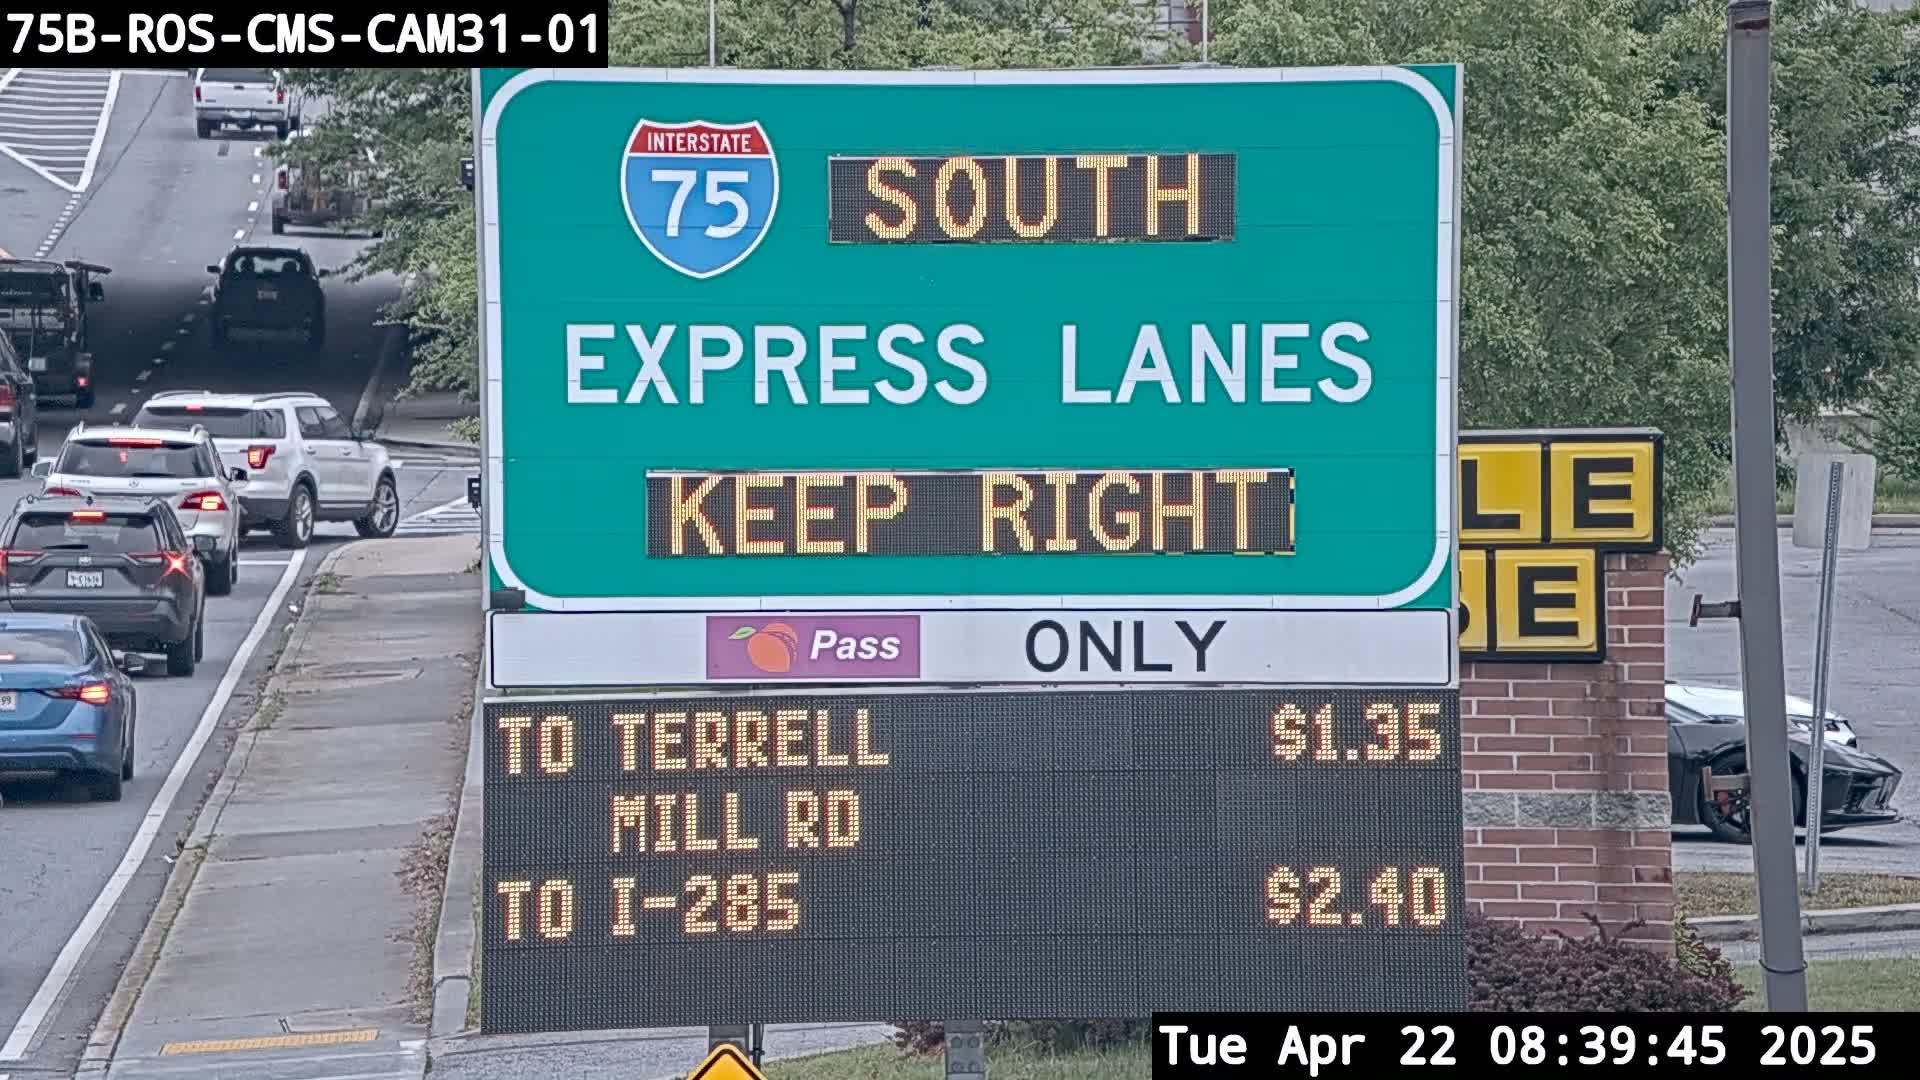 75B-ROS-CMS-CAM31-01
INTERSTATE
75
SOUTH
EXPRESS LANES
KEEP RIGHT
Pass ONLY
TO TERRELL $1.35
MILL RD
TO I-285 $2.40
LE
E
Tue Apr 22 08:39:45 2025